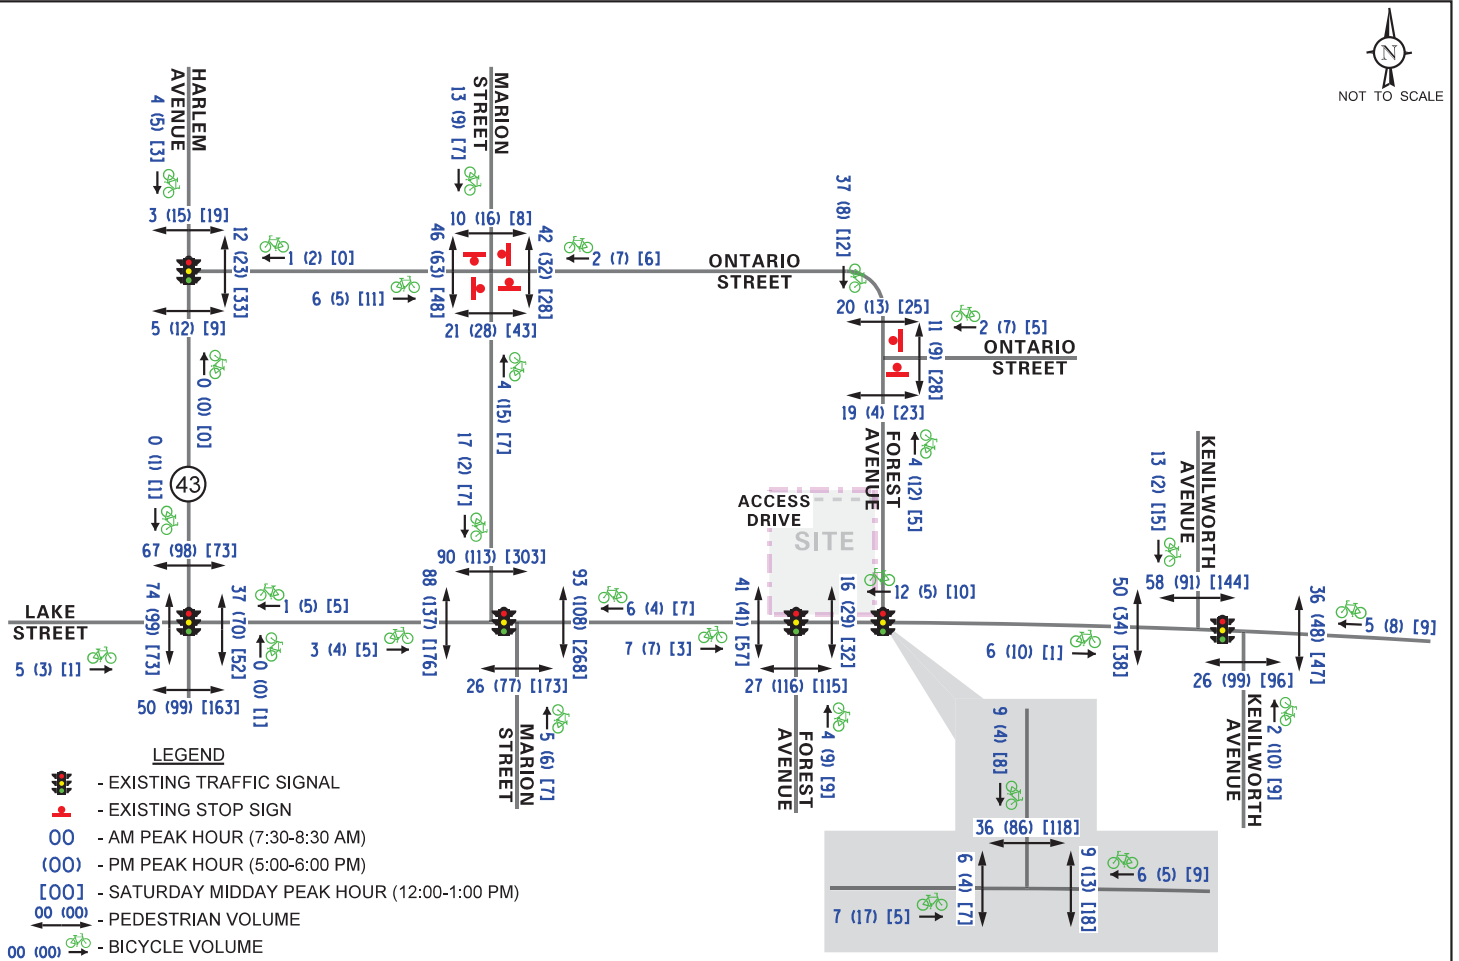 N
NOT TO SCALE
HARLEM
AVENUE
4 (5) [3]
3 (15) [19]
12 (23) [33]
1 (2) [0]
5 (12) [9]
0 (0) [0]
MARION
STREET
13 (9) [7]
10 (16) [8]
46 (63) [48]
42 (32) [28]
2 (7) [6]
6 (5) [11]
21 (28) [43]
4 (15) [7]
ONTARIO
STREET
37 (8) [12]
20 (13) [25]
11 (9) [28]
2 (7) [5]
ONTARIO
STREET
19 (4) [23]
FOREST
AVENUE
4 (12) [5]
0 (1) [1]
43
67 (98) [73]
74 (99) [73]
37 (70) [52]
1 (5) [5]
LAKE
STREET
5 (3) [1]
50 (99) [163]
0 (0) [1]
17 (2) [7]
90 (113) [303]
88 (137) [176]
93 (108) [268]
6 (4) [7]
3 (4) [5]
26 (77) [173]
MARION
STREET
5 (6) [7]
ACCESS
DRIVE
SITE
41 (41) [57]
16 (29) [32]
12 (5) [10]
7 (7) [3]
27 (116) [115]
FOREST
AVENUE
4 (9) [9]
KENILWORTH
AVENUE
13 (2) [15]
58 (91) [144]
50 (34) [38]
36 (48) [47]
5 (8) [9]
6 (10) [1]
26 (99) [96]
KENILWORTH
AVENUE
2 (10) [9]
9 (4) [8]
36 (86) [118]
6 (4) [7]
9 (13) [18]
6 (5) [9]
7 (17) [5]
LEGEND
- EXISTING TRAFFIC SIGNAL
- EXISTING STOP SIGN
00 - AM PEAK HOUR (7:30-8:30 AM)
(00) - PM PEAK HOUR (5:00-6:00 PM)
[00] - SATURDAY MIDDAY PEAK HOUR (12:00-1:00 PM)
00 (00) - PEDESTRIAN VOLUME
00 (00) - BICYCLE VOLUME